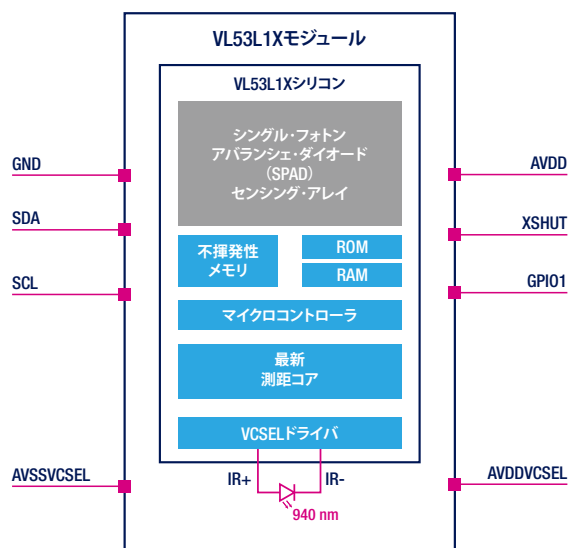 VL53L1Xモジュール
VL53L1Xシリコン
シングル・フォトン
アバランシェ・ダイオード
(SPAD)
センシング・アレイ
GND
AVDD
SDA
XSHUT
不揮発性
メモリ
ROM
RAM
SCL
GPIO1
マイクロコントローラ
最新
測距コア
VCSELドライバ
AVSSVCSEL
IR+
IR-
AVDDVCSEL
940 nm